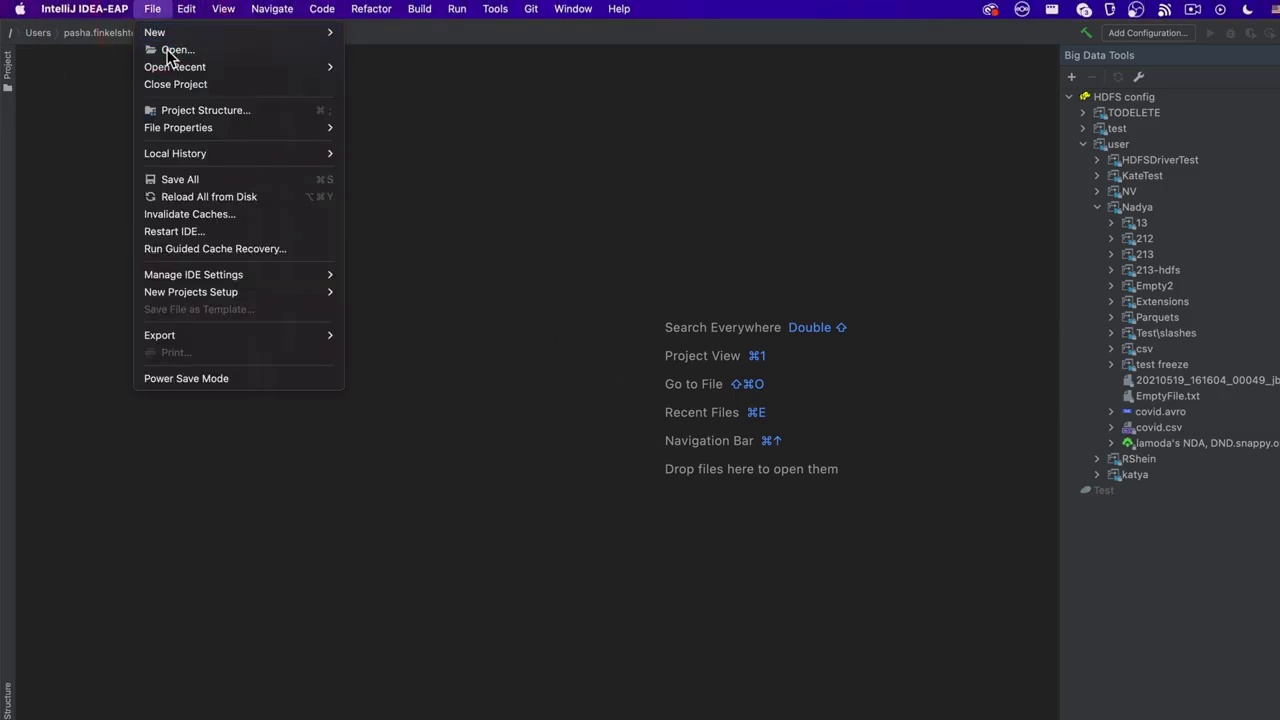 IntelliJ IDEA-EAP File Edit View Navigate Code Refactor Build Run Tools Git Window Help
Users pasha.finkelsht
Add Configuration...
New
Open...
Open Recent
Close Project
Project Structure... ⌘ ;
File Properties
Local History
Save All ⌘S
Reload All from Disk ⌥⌘Y
Invalidate Caches...
Restart IDE...
Run Guided Cache Recovery...
Manage IDE Settings
New Projects Setup
Save File as Template...
Export
Print...
Power Save Mode
Project
Structure
Search Everywhere Double ⇧
Project View ⌘1
Go to File ⇧⌘O
Recent Files ⌘E
Navigation Bar ⌘↑
Drop files here to open them
Big Data Tools
HDFS config
TODELETE
test
user
HDFSDriverTest
KateTest
NV
Nadya
13
212
213
213-hdfs
Empty2
Extensions
Parquets
Test\slashes
csv
test freeze
20210519_161604_00049_jb
EmptyFile.txt
covid.avro
covid.csv
lamoda's NDA, DND.snappy.o
RShein
katya
Test